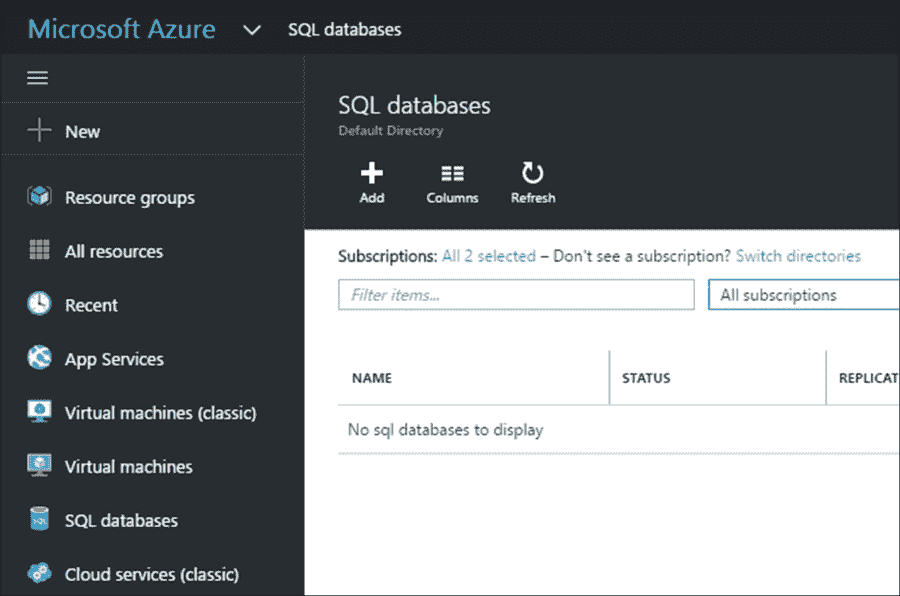 Microsoft Azure SQL databases
New
Resource groups
All resources
Recent
App Services
Virtual machines (classic)
Virtual machines
SQL databases
Cloud services (classic)
SQL databases
Default Directory
Add Columns Refresh
Subscriptions: All 2 selected – Don't see a subscription? Switch directories
Filter items... All subscriptions
NAME STATUS REPLICAT
No sql databases to display